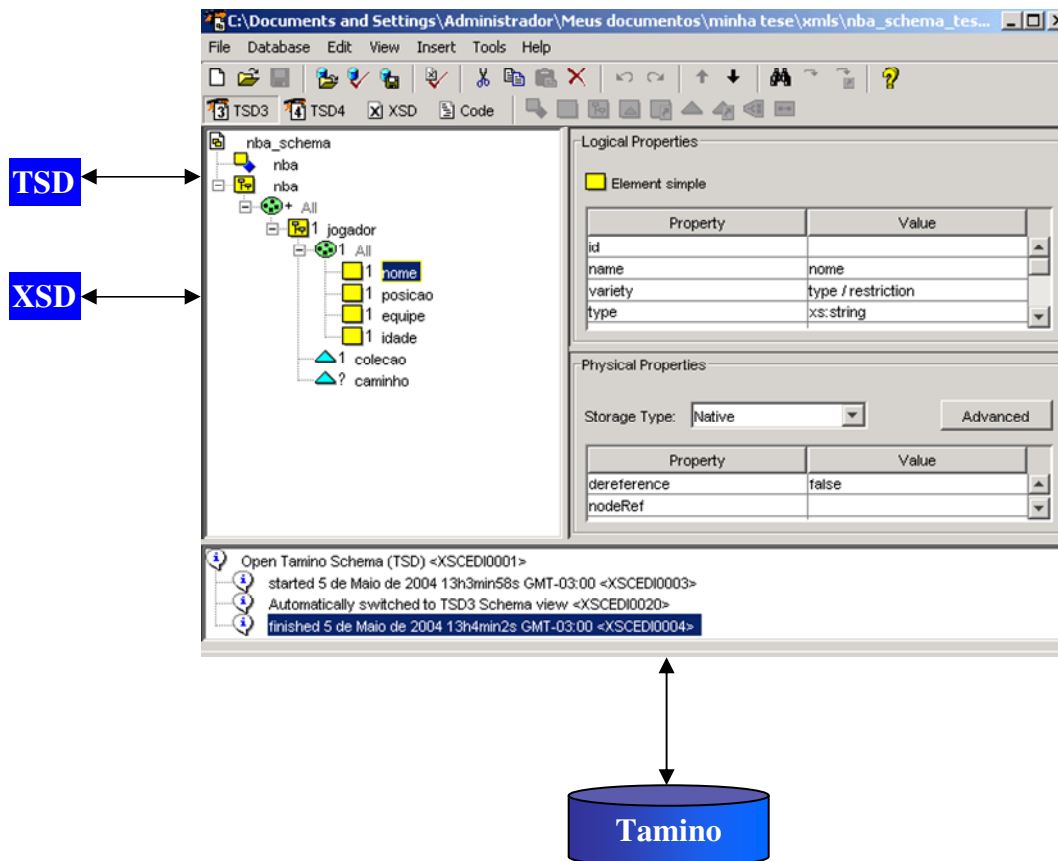 C:\Documents and Settings\Administrador\Meus documentos\minha tese\xmls\nba_schema_tes...
File Database Edit View Insert Tools Help
3 TSD3 4 TSD4 X XSD Code
TSD
XSD
nba_schema
nba
nba
+ All
1 jogador
1 All
1 nome
1 posicao
1 equipe
1 idade
1 colecao
? caminho
Logical Properties
Element simple
Property Value
id
name nome
variety type / restriction
type xs:string
Physical Properties
Storage Type: Native Advanced
Property Value
dereference false
nodeRef
Open Tamino Schema (TSD) <XSCEDI0001>
started 5 de Maio de 2004 13h3min58s GMT-03:00 <XSCEDI0003>
Automatically switched to TSD3 Schema view <XSCEDI0020>
finished 5 de Maio de 2004 13h4min2s GMT-03:00 <XSCEDI0004>
Tamino